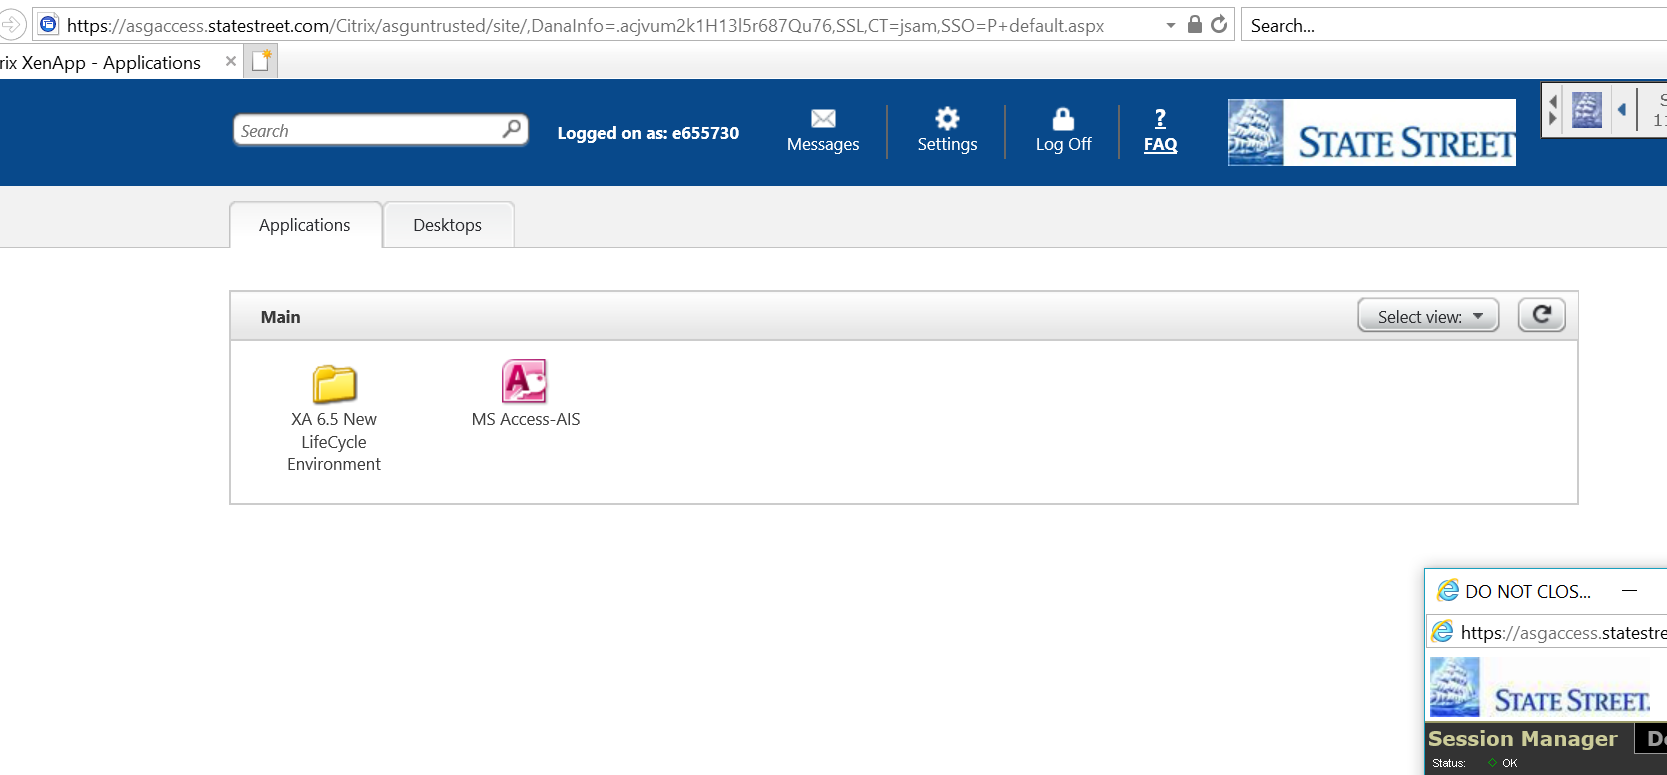 https://asgaccess.statestreet.com/Citrix/asguntrusted/site/,DanaInfo=.acjvum2k1H13l5r687Qu76,SSL,CT=jsam,SSO=P+default.aspx
Search...
rix XenApp - Applications
Search
Logged on as: e655730
Messages
Settings
Log Off
?
FAQ
STATE STREET
S
11
Applications
Desktops
Main
Select view:
XA 6.5 New
LifeCycle
Environment
MS Access-AIS
DO NOT CLOS...
https://asgaccess.statestre
STATE STREET.
Session Manager
De
Status:
OK